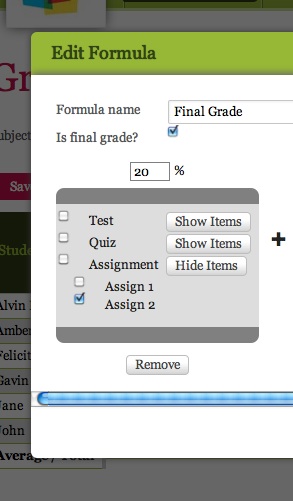 Edit Formula
Gr
Formula name Final Grade
Is final grade?
ubject
20 %
Sav
Test Show Items
Quiz Show Items
Stude
Assignment Hide Items
Assign 1
Assign 2
Alvin
Amber
Felicit
Gavin
Jane
John
Remove
Average / Total